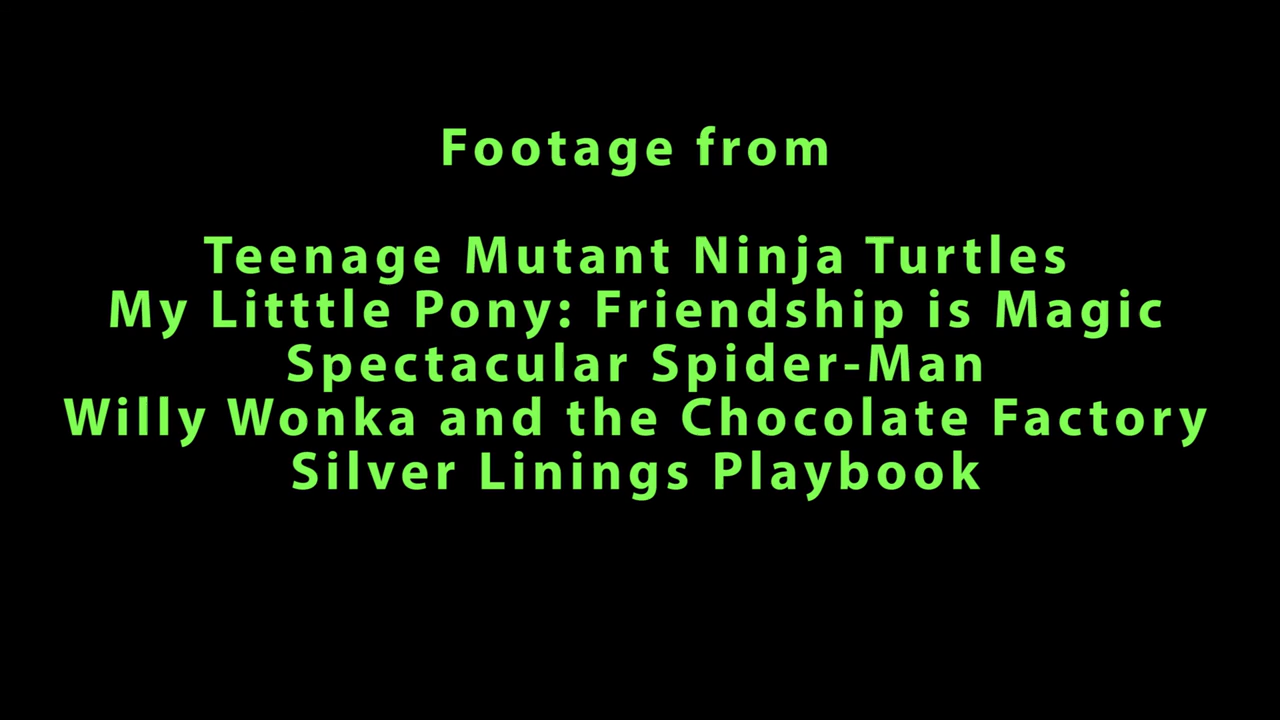 Footage from
Teenage Mutant Ninja Turtles
My Litttle Pony: Friendship is Magic
Spectacular Spider-Man
Willy Wonka and the Chocolate Factory
Silver Linings Playbook